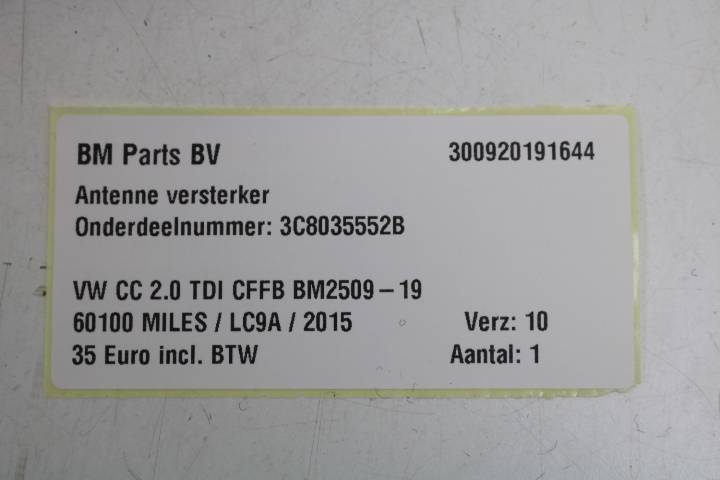 BM Parts BV 300920191644
Antenne versterker
Onderdeelnummer: 3C8035552B
VW CC 2.0 TDI CFFB BM2509-19
60100 MILES / LC9A / 2015 Verz: 10
35 Euro incl. BTW Aantal: 1